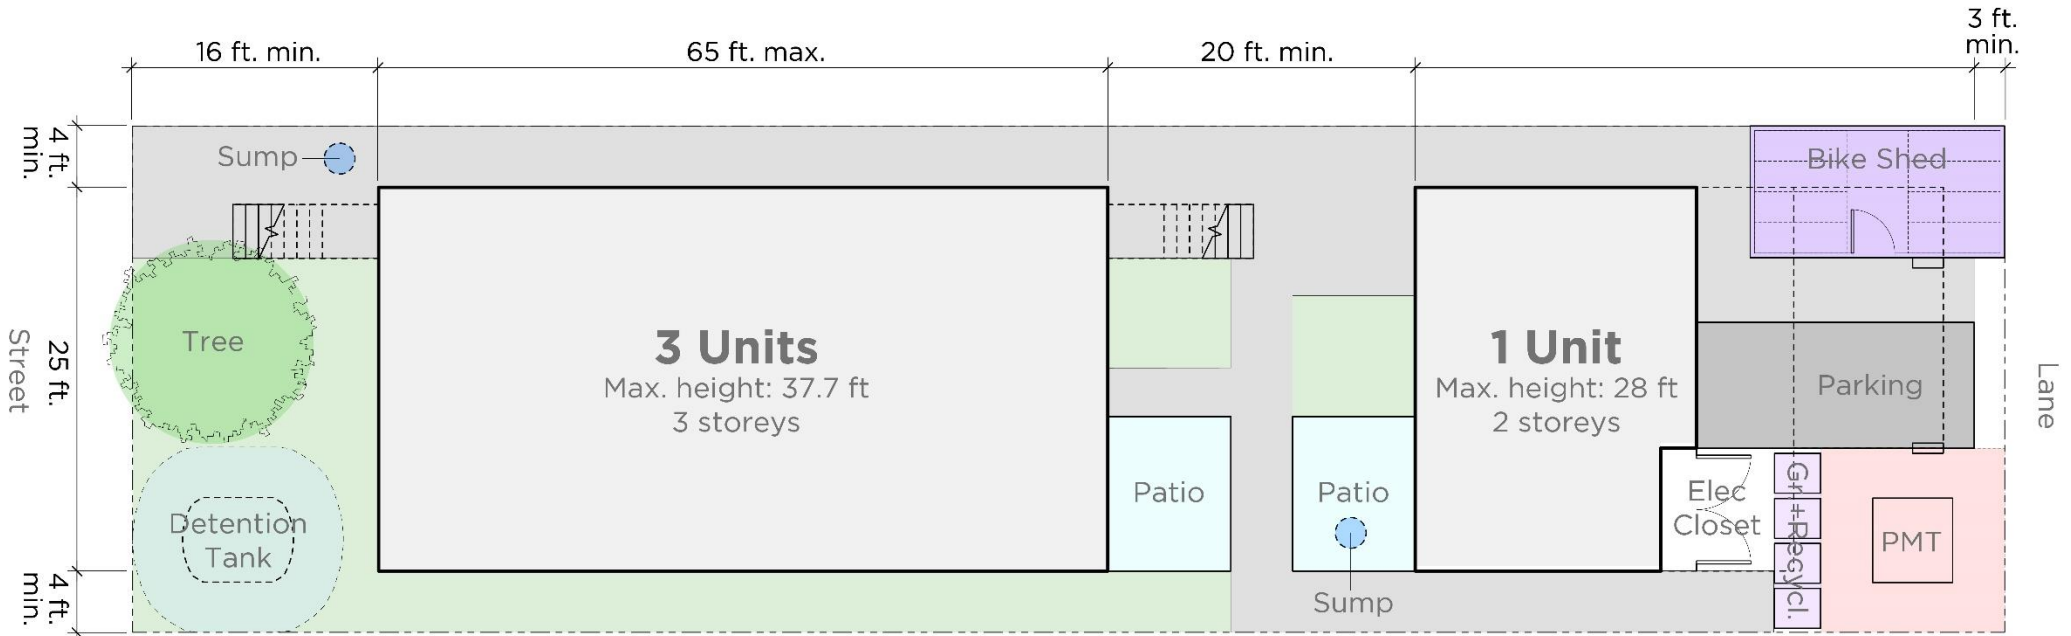 3 ft.
min.
16 ft. min.
65 ft. max.
20 ft. min.
4 ft.
min.
Sump
Bike Shed
Street
25 ft.
Tree
3 Units
Max. height: 37.7 ft
3 storeys
1 Unit
Max. height: 28 ft
2 storeys
Parking
Lane
Detention
Tank
Patio
Patio
Elec
Closet
Gr.+Recycl.
PMT
4 ft.
min.
Sump